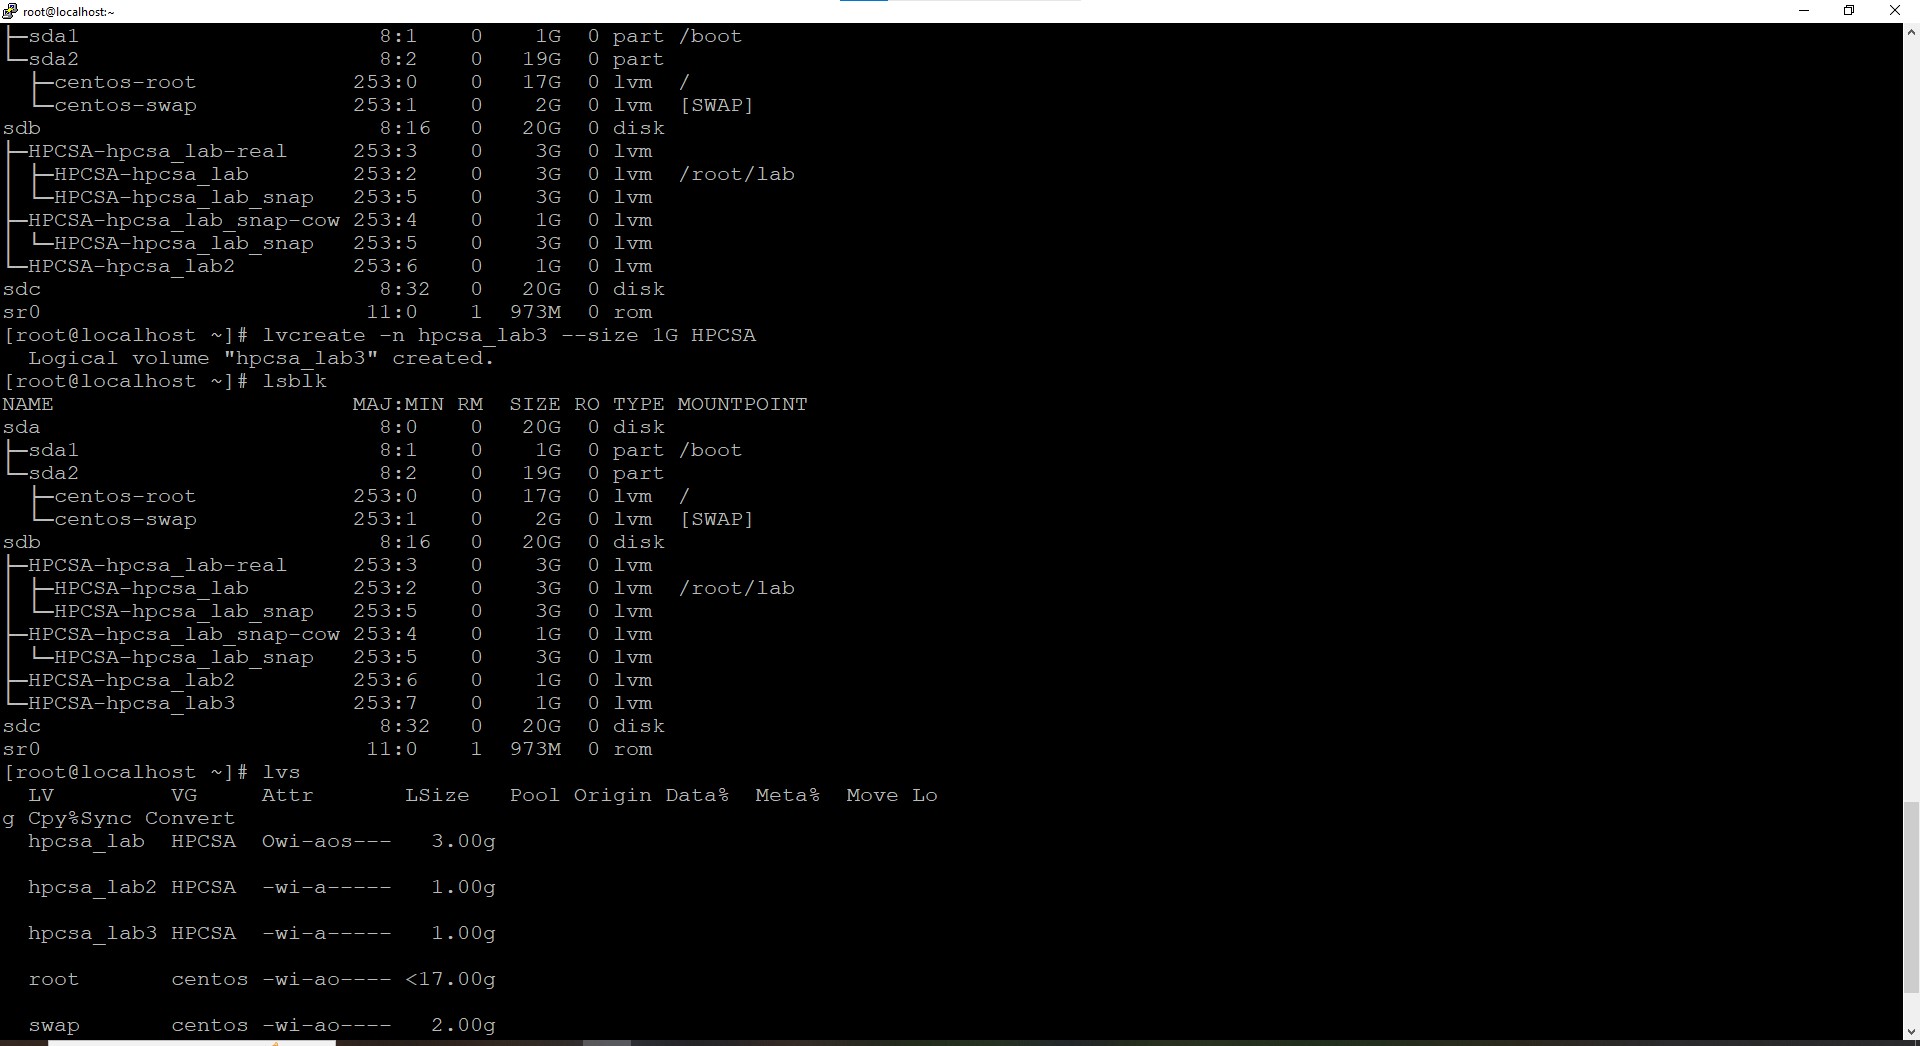 root@localhost:~
├─sda1                       8:1    0    1G  0 part /boot
└─sda2                       8:2    0   19G  0 part
  ├─centos-root            253:0    0   17G  0 lvm  /
  └─centos-swap            253:1    0    2G  0 lvm  [SWAP]
sdb                          8:16   0   20G  0 disk
├─HPCSA-hpcsa_lab-real     253:3    0    3G  0 lvm
│ ├─HPCSA-hpcsa_lab        253:2    0    3G  0 lvm  /root/lab
│ └─HPCSA-hpcsa_lab_snap   253:5    0    3G  0 lvm
├─HPCSA-hpcsa_lab_snap-cow 253:4    0    1G  0 lvm
│ └─HPCSA-hpcsa_lab_snap   253:5    0    3G  0 lvm
└─HPCSA-hpcsa_lab2         253:6    0    1G  0 lvm
sdc                          8:32   0   20G  0 disk
sr0                         11:0    1  973M  0 rom
[root@localhost ~]# lvcreate -n hpcsa_lab3 --size 1G HPCSA
  Logical volume "hpcsa_lab3" created.
[root@localhost ~]# lsblk
NAME                       MAJ:MIN RM  SIZE RO TYPE MOUNTPOINT
sda                          8:0    0   20G  0 disk
├─sda1                       8:1    0    1G  0 part /boot
└─sda2                       8:2    0   19G  0 part
  ├─centos-root            253:0    0   17G  0 lvm  /
  └─centos-swap            253:1    0    2G  0 lvm  [SWAP]
sdb                          8:16   0   20G  0 disk
├─HPCSA-hpcsa_lab-real     253:3    0    3G  0 lvm
│ ├─HPCSA-hpcsa_lab        253:2    0    3G  0 lvm  /root/lab
│ └─HPCSA-hpcsa_lab_snap   253:5    0    3G  0 lvm
├─HPCSA-hpcsa_lab_snap-cow 253:4    0    1G  0 lvm
│ └─HPCSA-hpcsa_lab_snap   253:5    0    3G  0 lvm
├─HPCSA-hpcsa_lab2         253:6    0    1G  0 lvm
└─HPCSA-hpcsa_lab3         253:7    0    1G  0 lvm
sdc                          8:32   0   20G  0 disk
sr0                         11:0    1  973M  0 rom
[root@localhost ~]# lvs
  LV         VG     Attr       LSize   Pool Origin Data%  Meta%  Move Lo
g Cpy%Sync Convert
  hpcsa_lab  HPCSA  Owi-aos---   3.00g
  hpcsa_lab2 HPCSA  -wi-a-----   1.00g
  hpcsa_lab3 HPCSA  -wi-a-----   1.00g
  root       centos -wi-ao---- <17.00g
  swap       centos -wi-ao----   2.00g